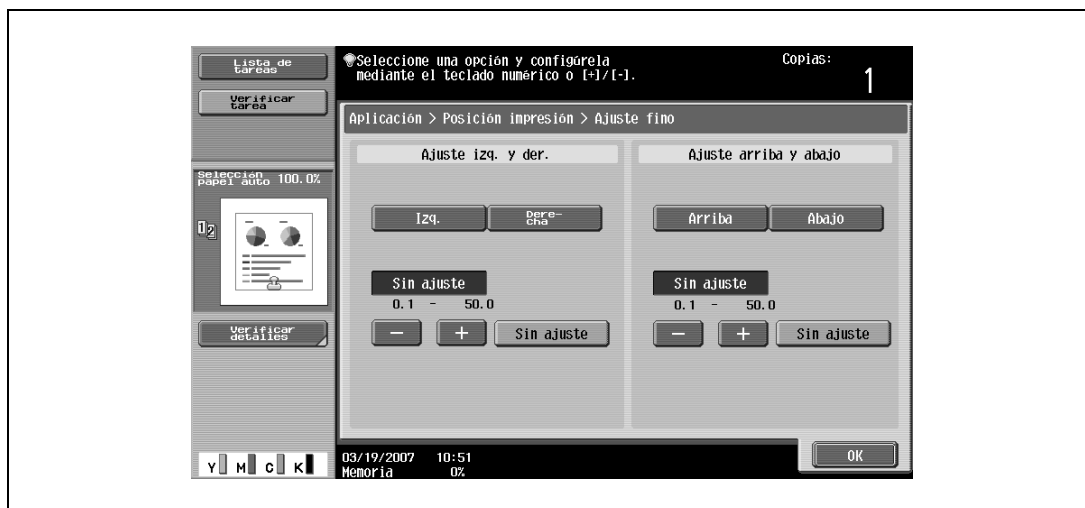 Lista de
tareas
Verificar
tarea
Selección
papel auto 100.0%
12
Verificar
detalles
Y M C K
Seleccione una opción y configúrela
mediante el teclado numérico o [+]/[-].
Copias:
1
Aplicación > Posición impresión > Ajuste fino
Ajuste izq. y der.
Izq.
Dere-
cha
Sin ajuste
0.1 - 50.0
- + Sin ajuste
Ajuste arriba y abajo
Arriba Abajo
Sin ajuste
0.1 - 50.0
- + Sin ajuste
03/19/2007 10:51
Memoria 0%
OK